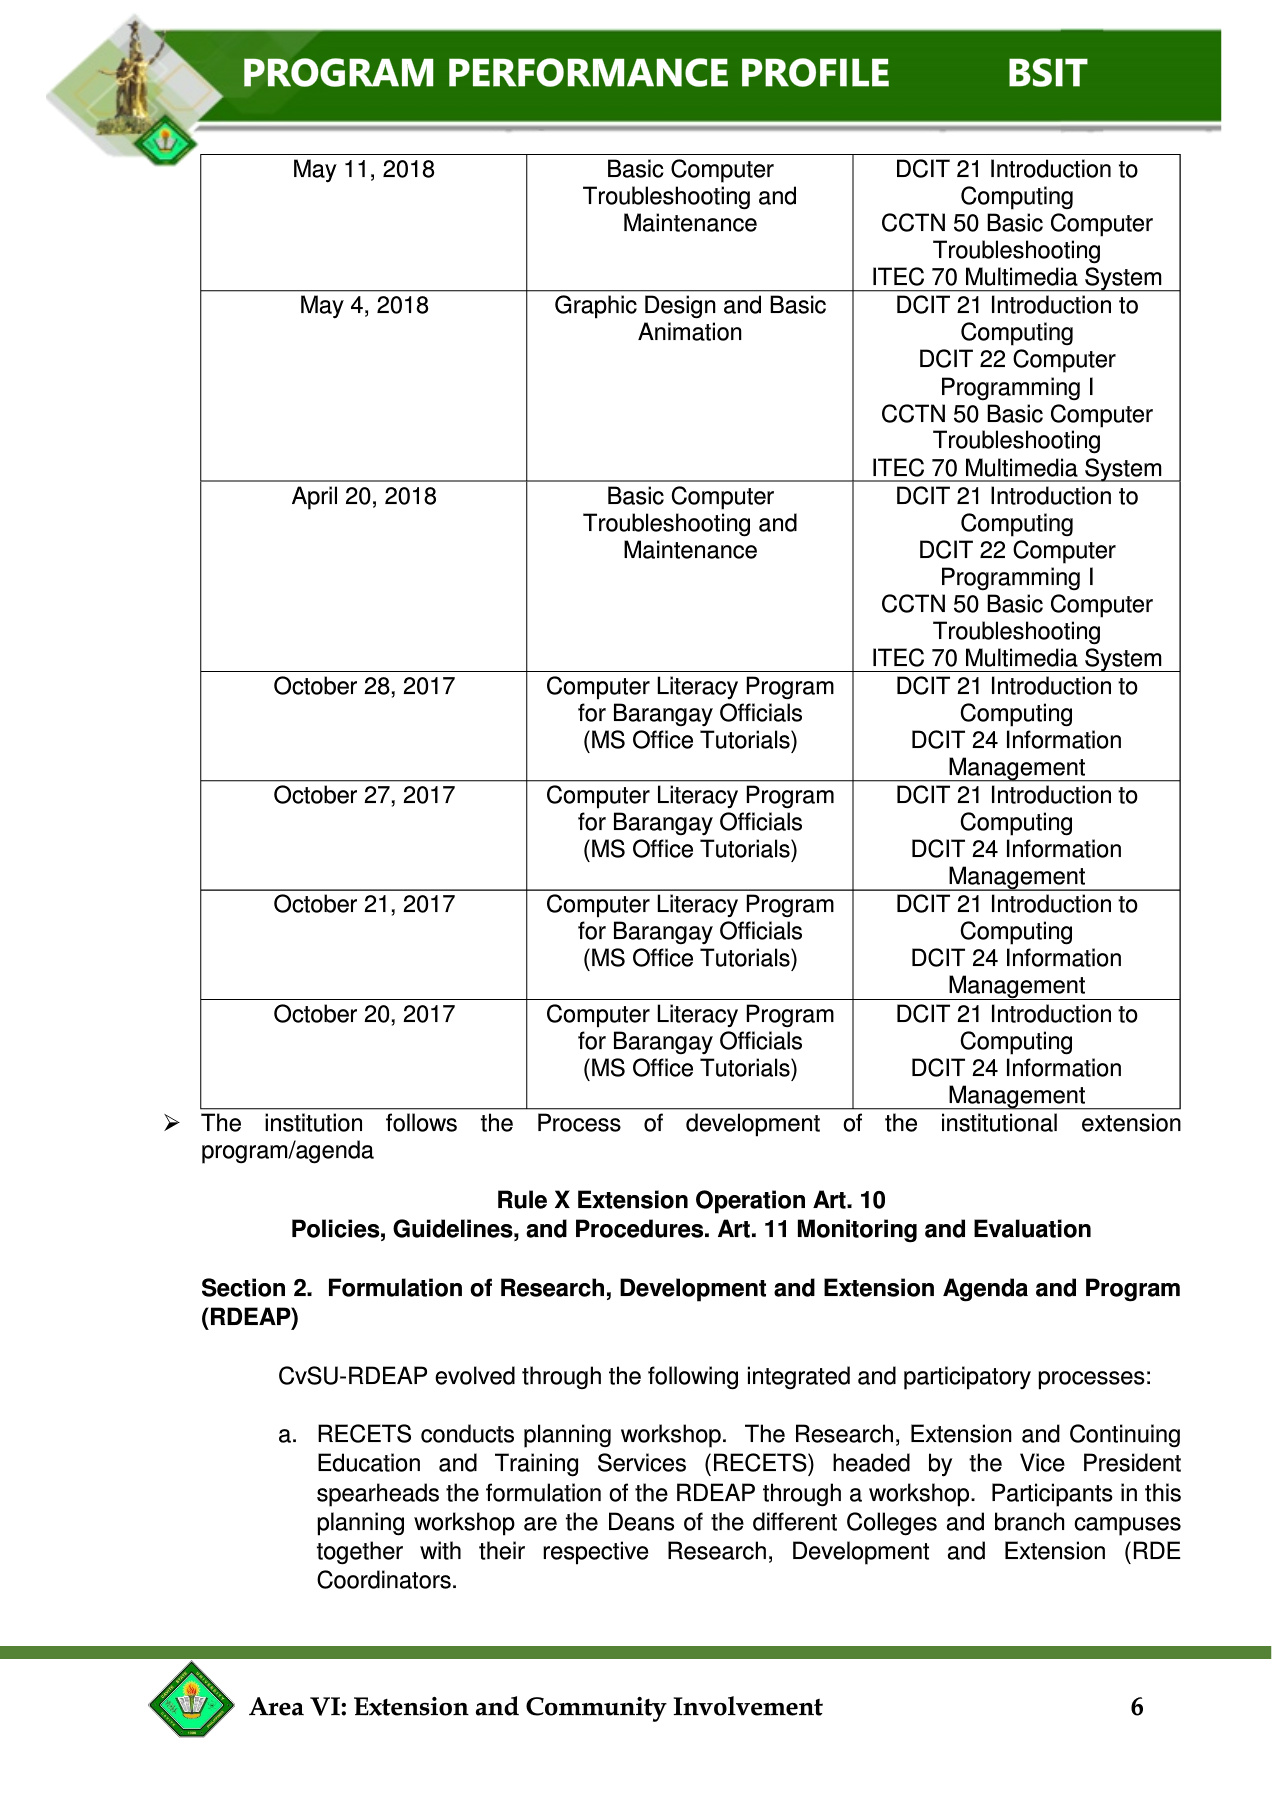 PROGRAM PERFORMANCE PROFILE BSIT
May 11, 2018
Basic Computer
Troubleshooting and
Maintenance
DCIT 21 Introduction to
Computing
CCTN 50 Basic Computer
Troubleshooting
ITEC 70 Multimedia System
May 4, 2018
Graphic Design and Basic
Animation
DCIT 21 Introduction to
Computing
DCIT 22 Computer
Programming I
CCTN 50 Basic Computer
Troubleshooting
ITEC 70 Multimedia System
April 20, 2018
Basic Computer
Troubleshooting and
Maintenance
DCIT 21 Introduction to
Computing
DCIT 22 Computer
Programming I
CCTN 50 Basic Computer
Troubleshooting
ITEC 70 Multimedia System
October 28, 2017
Computer Literacy Program
for Barangay Officials
(MS Office Tutorials)
DCIT 21 Introduction to
Computing
DCIT 24 Information
Management
October 27, 2017
Computer Literacy Program
for Barangay Officials
(MS Office Tutorials)
DCIT 21 Introduction to
Computing
DCIT 24 Information
Management
October 21, 2017
Computer Literacy Program
for Barangay Officials
(MS Office Tutorials)
DCIT 21 Introduction to
Computing
DCIT 24 Information
Management
October 20, 2017
Computer Literacy Program
for Barangay Officials
(MS Office Tutorials)
DCIT 21 Introduction to
Computing
DCIT 24 Information
Management
➢ The institution follows the Process of development of the institutional extension
program/agenda
Rule X Extension Operation Art. 10
Policies, Guidelines, and Procedures. Art. 11 Monitoring and Evaluation
Section 2. Formulation of Research, Development and Extension Agenda and Program
(RDEAP)
CvSU-RDEAP evolved through the following integrated and participatory processes:
a. RECETS conducts planning workshop. The Research, Extension and Continuing
Education and Training Services (RECETS) headed by the Vice President
spearheads the formulation of the RDEAP through a workshop. Participants in this
planning workshop are the Deans of the different Colleges and branch campuses
together with their respective Research, Development and Extension (RDE
Coordinators.
Area VI: Extension and Community Involvement 6